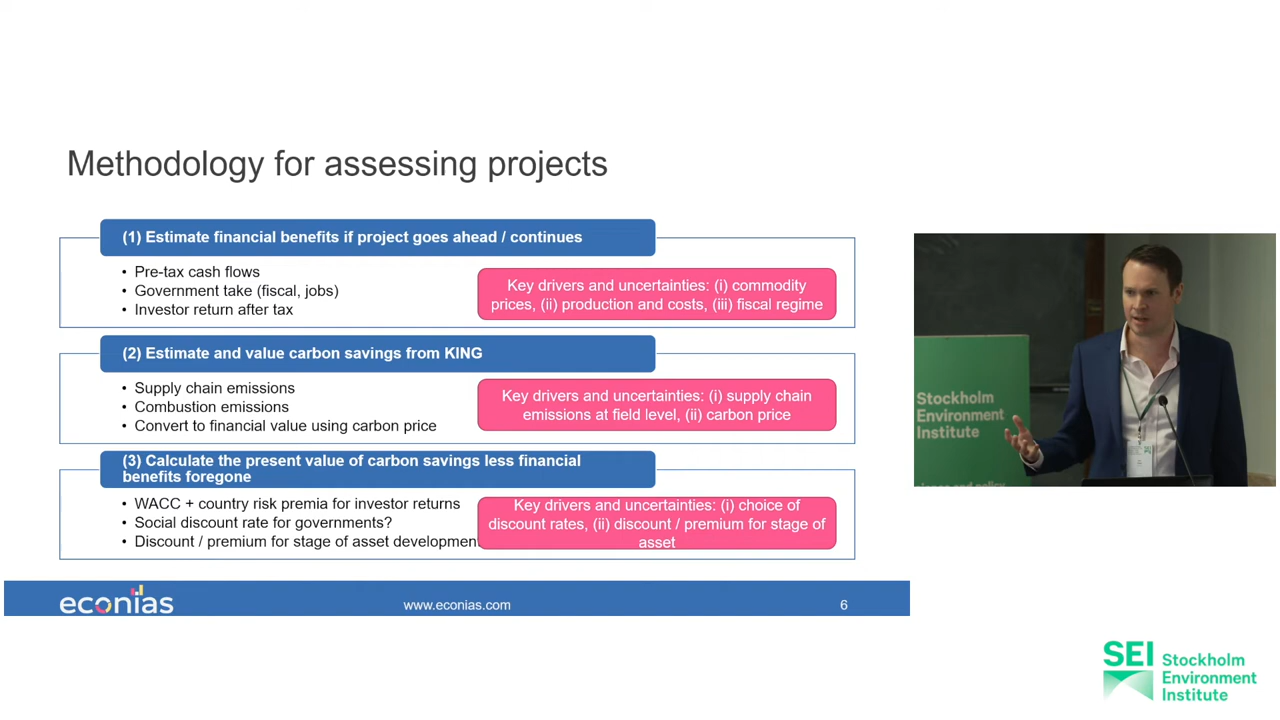 Methodology for assessing projects
(1) Estimate financial benefits if project goes ahead / continues
• Pre-tax cash flows
• Government take (fiscal, jobs)
• Investor return after tax
Key drivers and uncertainties: (i) commodity
prices, (ii) production and costs, (iii) fiscal regime
(2) Estimate and value carbon savings from KING
• Supply chain emissions
• Combustion emissions
• Convert to financial value using carbon price
Key drivers and uncertainties: (i) supply chain
emissions at field level, (ii) carbon price
(3) Calculate the present value of carbon savings less financial
benefits foregone
• WACC + country risk premia for investor returns
• Social discount rate for governments?
• Discount / premium for stage of asset development
Key drivers and uncertainties: (i) choice of
discount rates, (ii) discount / premium for stage of
asset
econias
www.econias.com
6
Stockholm
Environment
Institute
and policy
SEI
Stockholm
Environment
Institute